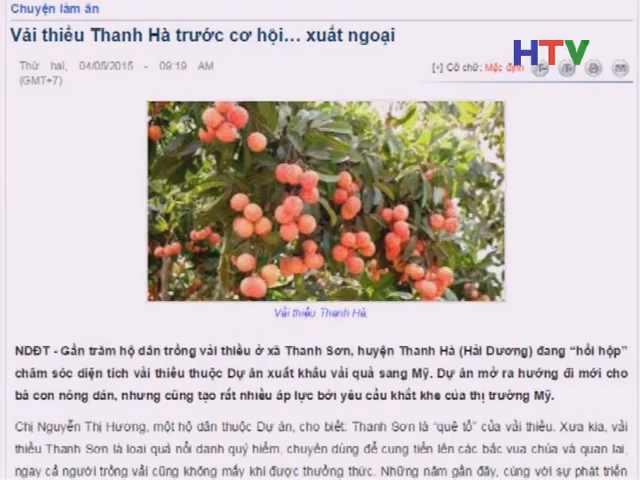 Chuyện làm ăn
Vải thiều Thanh Hà trước cơ hội... xuất ngoại
HTV
Thứ hai, 04/05/2015 - 09:19 AM
(GMT+7)
[+] Cỡ chữ: Mặc định
Vải thiều Thanh Hà.
NDĐT - Gần trăm hộ dân trồng vải thiều ở xã Thanh Sơn, huyện Thanh Hà (Hải Dương) đang “hồi hộp”
chăm sóc diện tích vải thiều thuộc Dự án xuất khẩu vải quả sang Mỹ. Dự án mở ra hướng đi mới cho
bà con nông dân, nhưng cũng tạo rất nhiều áp lực bởi yêu cầu khắt khe của thị trường Mỹ.
Chị Nguyễn Thị Hương, một hộ dân thuộc Dự án, cho biết: Thanh Sơn là “quê tổ” của vải thiều. Xưa kia, vải
thiều Thanh Sơn là loại quả nổi danh quý hiếm, chuyên dùng để cung tiến lên các bậc vua chúa và quan lại,
ngay cả người trồng vải cũng không mấy khi được thưởng thức. Những năm gần đây, cùng với sự phát triển